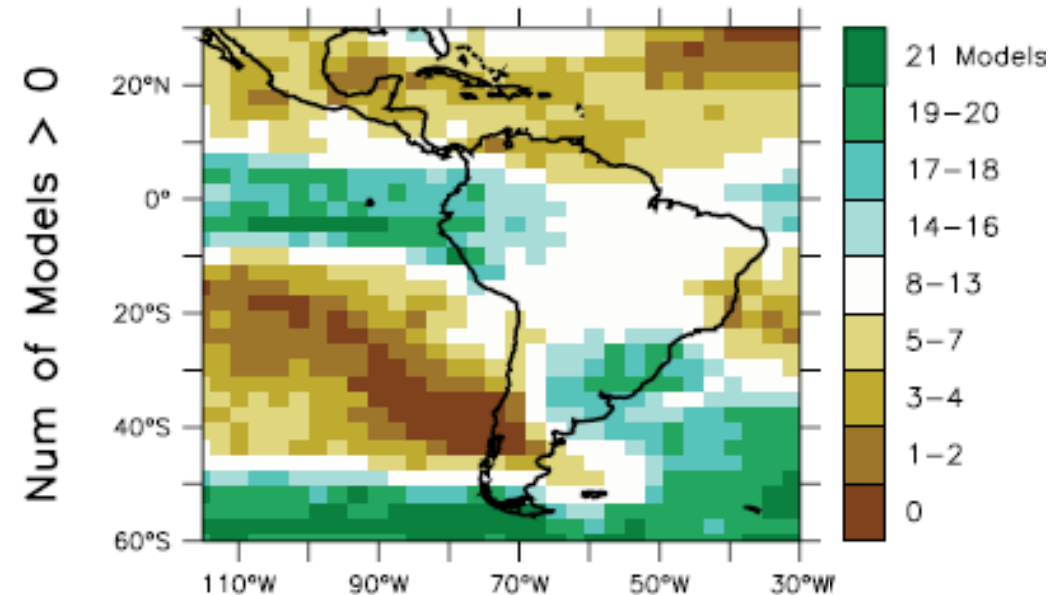 Num of Models > 0
20°N
0°
20°S
40°S
60°S
110°W
90°W
70°W
50°W
30°W
21 Models
19-20
17-18
14-16
8-13
5-7
3-4
1-2
0